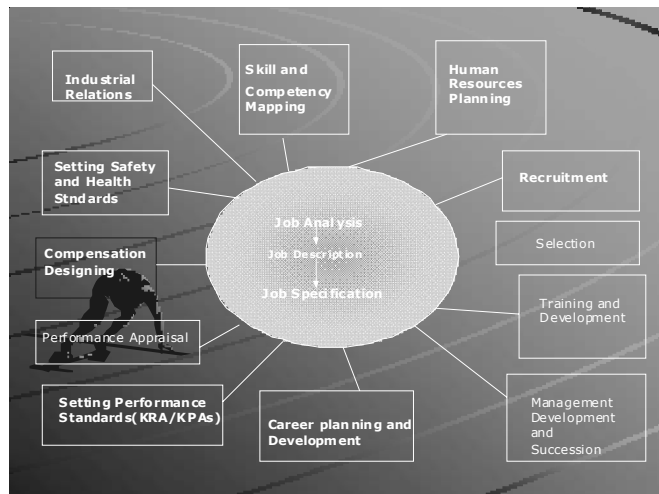 Industrial
Relations
Skill and
Competency
Mapping
Human
Resources
Planning
Setting Safety
and Health
Stndards
Recruitment
Job Analysis
Job Description
Job Specification
Selection
Compensation
Designing
Training and
Development
Performance Appraisal
Setting Performance
Standards(KRA/KPAs)
Career planning and
Development
Management
Development
and
Succession